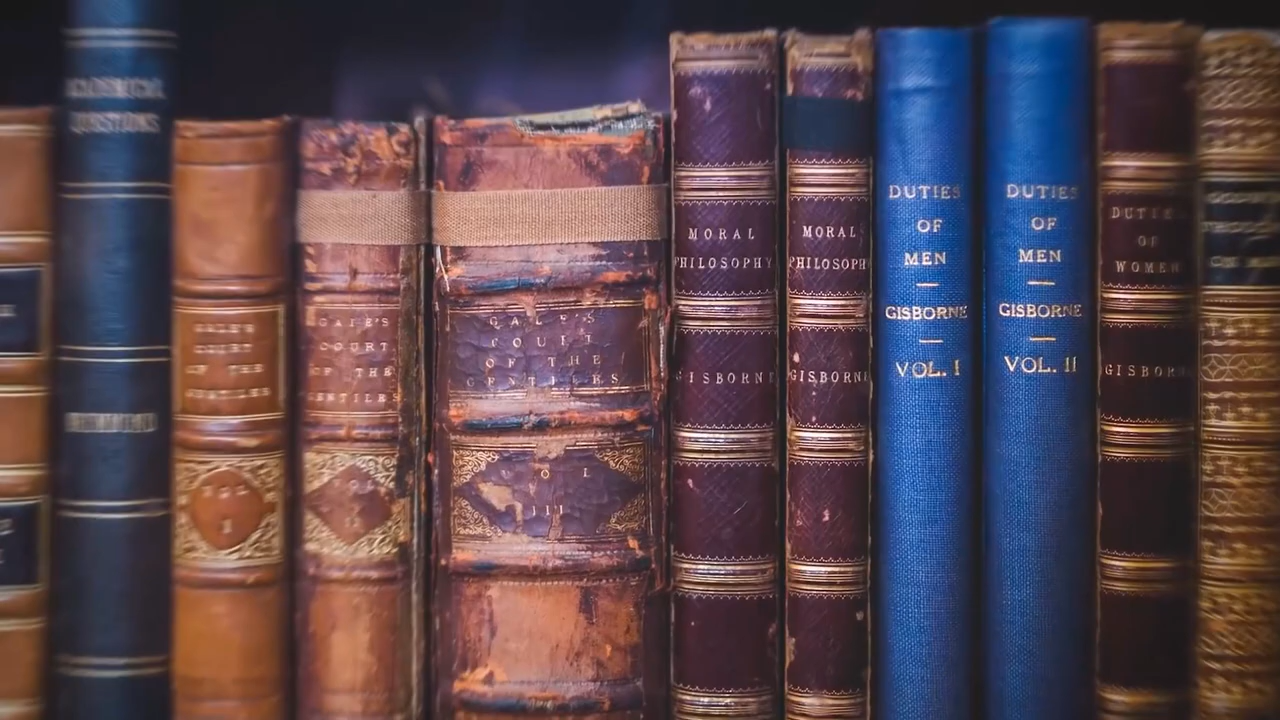 QUESTIONS
GALE'S
COURT
OF THE
GENTILES
VOL
I
GALE'S
COURT
OF THE
GENTILES
II
GALE'S
COURT
OF THE
GENTILES
VOL
III
MORAL
PHILOSOPHY
GISBORNE
MORAL
PHILOSOPHY
GISBORNE
DUTIES
OF
MEN
GISBORNE
VOL. I
DUTIES
OF
MEN
GISBORNE
VOL. II
DUTIES
OF
WOMEN
GISBORNE